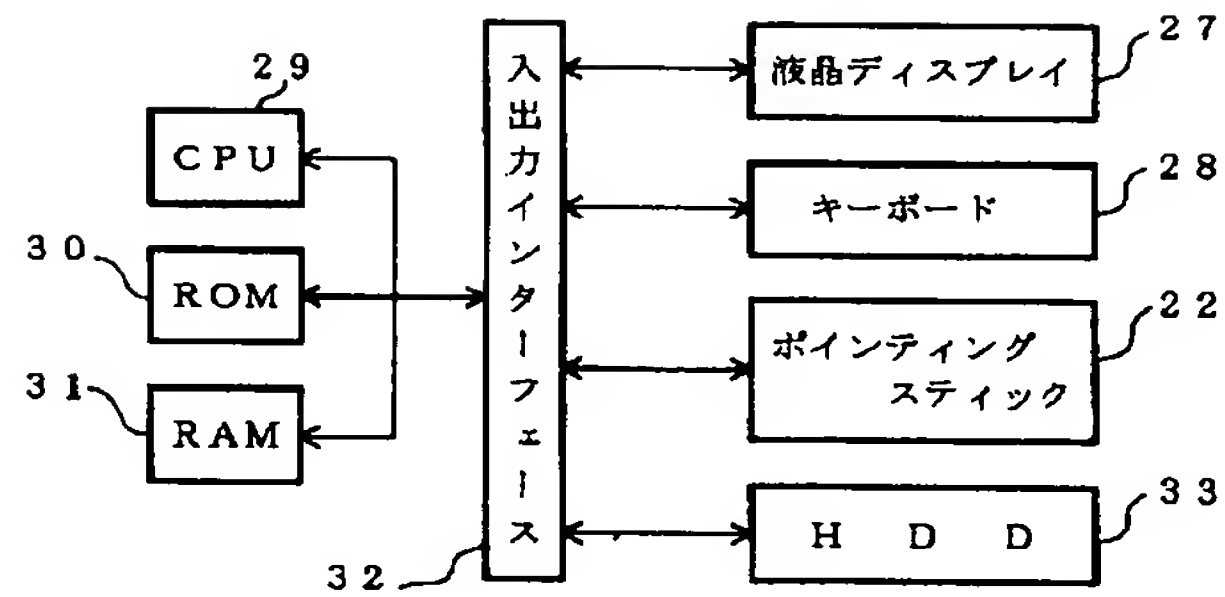 29
CPU
30
ROM
31
RAM
入出力インターフェース
32
液晶ディスプレイ
27
キーボード
28
ポインティング
スティック
22
HDD
33